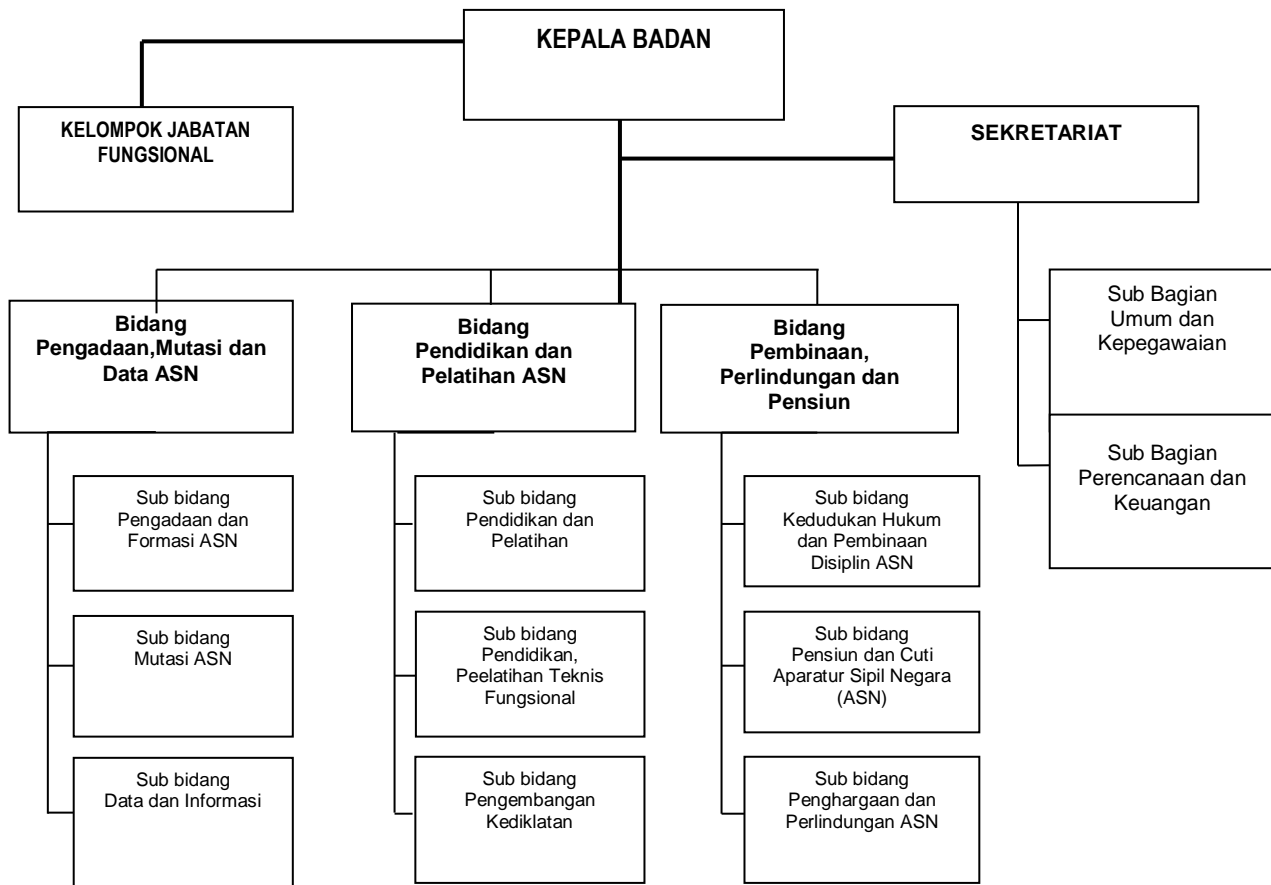 KEPALA BADAN
KELOMPOK JABATAN
FUNGSIONAL
SEKRETARIAT
Sub Bagian
Umum dan
Kepegawaian
Sub Bagian
Perencanaan dan
Keuangan
Bidang
Pengadaan,Mutasi dan
Data ASN
Bidang
Pendidikan dan
Pelatihan ASN
Bidang
Pembinaan,
Perlindungan dan
Pensiun
Sub bidang
Pengadaan dan
Formasi ASN
Sub bidang
Mutasi ASN
Sub bidang
Data dan Informasi
Sub bidang
Pendidikan dan
Pelatihan
Sub bidang
Pendidikan,
Peelatihan Teknis
Fungsional
Sub bidang
Pengembangan
Kediklatan
Sub bidang
Kedudukan Hukum
dan Pembinaan
Disiplin ASN
Sub bidang
Pensiun dan Cuti
Aparatur Sipil Negara
(ASN)
Sub bidang
Penghargaan dan
Perlindungan ASN